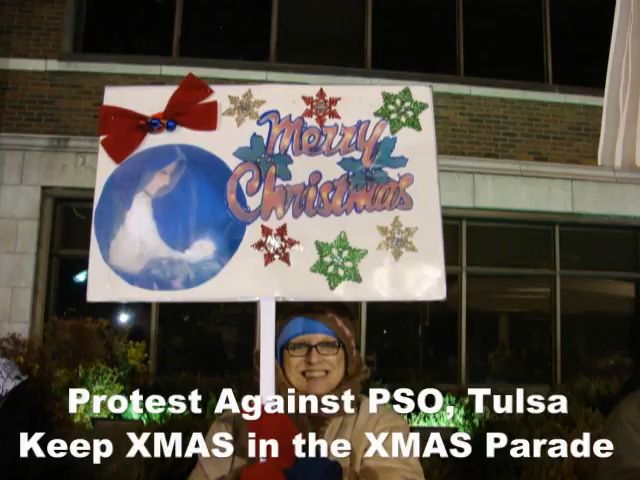 Merry
Christmas
Protest Against PSO, Tulsa
Keep XMAS in the XMAS Parade